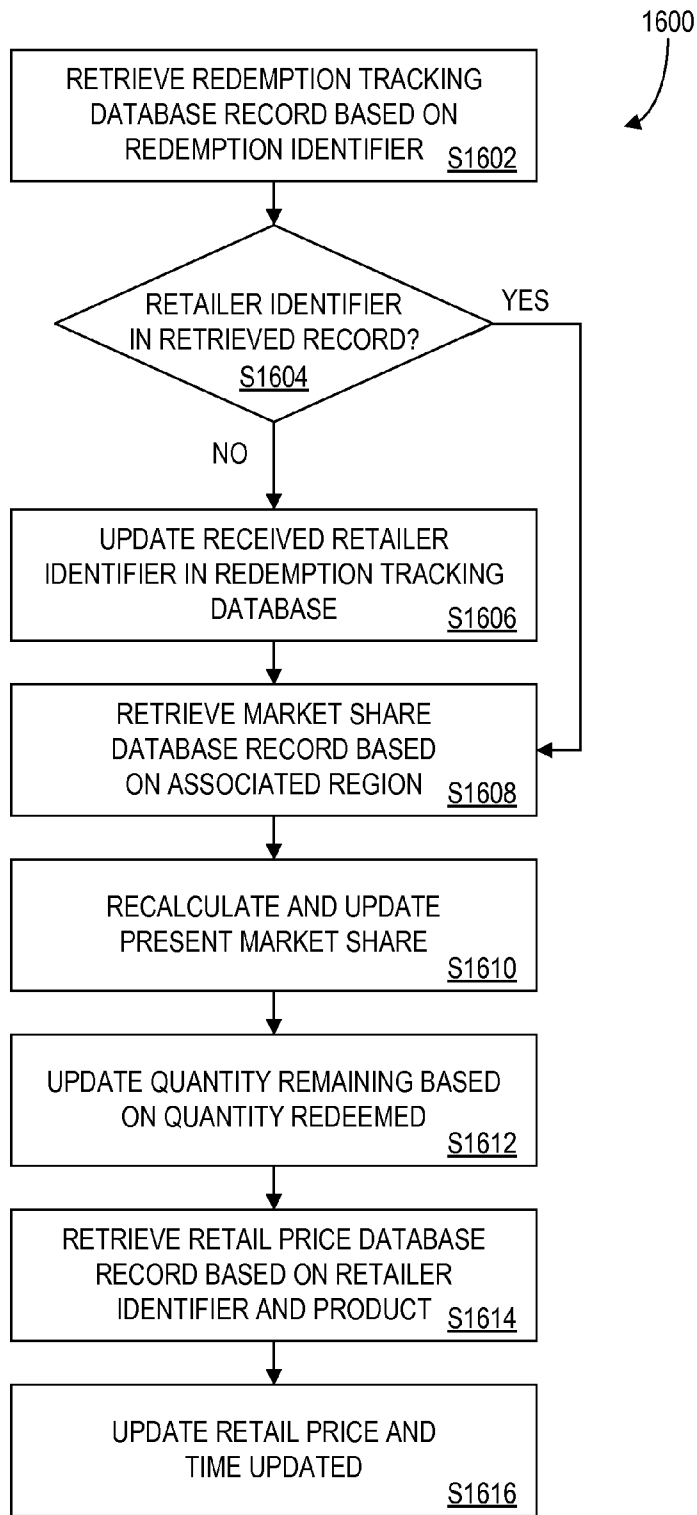 1600
RETRIEVE REDEMPTION TRACKING
DATABASE RECORD BASED ON
REDEMPTION IDENTIFIER
S1602
RETAILER IDENTIFIER
IN RETRIEVED RECORD?
S1604
YES
NO
UPDATE RECEIVED RETAILER
IDENTIFIER IN REDEMPTION TRACKING
DATABASE
S1606
RETRIEVE MARKET SHARE
DATABASE RECORD BASED
ON ASSOCIATED REGION
S1608
RECALCULATE AND UPDATE
PRESENT MARKET SHARE
S1610
UPDATE QUANTITY REMAINING BASED
ON QUANTITY REDEEMED
S1612
RETRIEVE RETAIL PRICE DATABASE
RECORD BASED ON RETAILER
IDENTIFIER AND PRODUCT
S1614
UPDATE RETAIL PRICE AND
TIME UPDATED
S1616